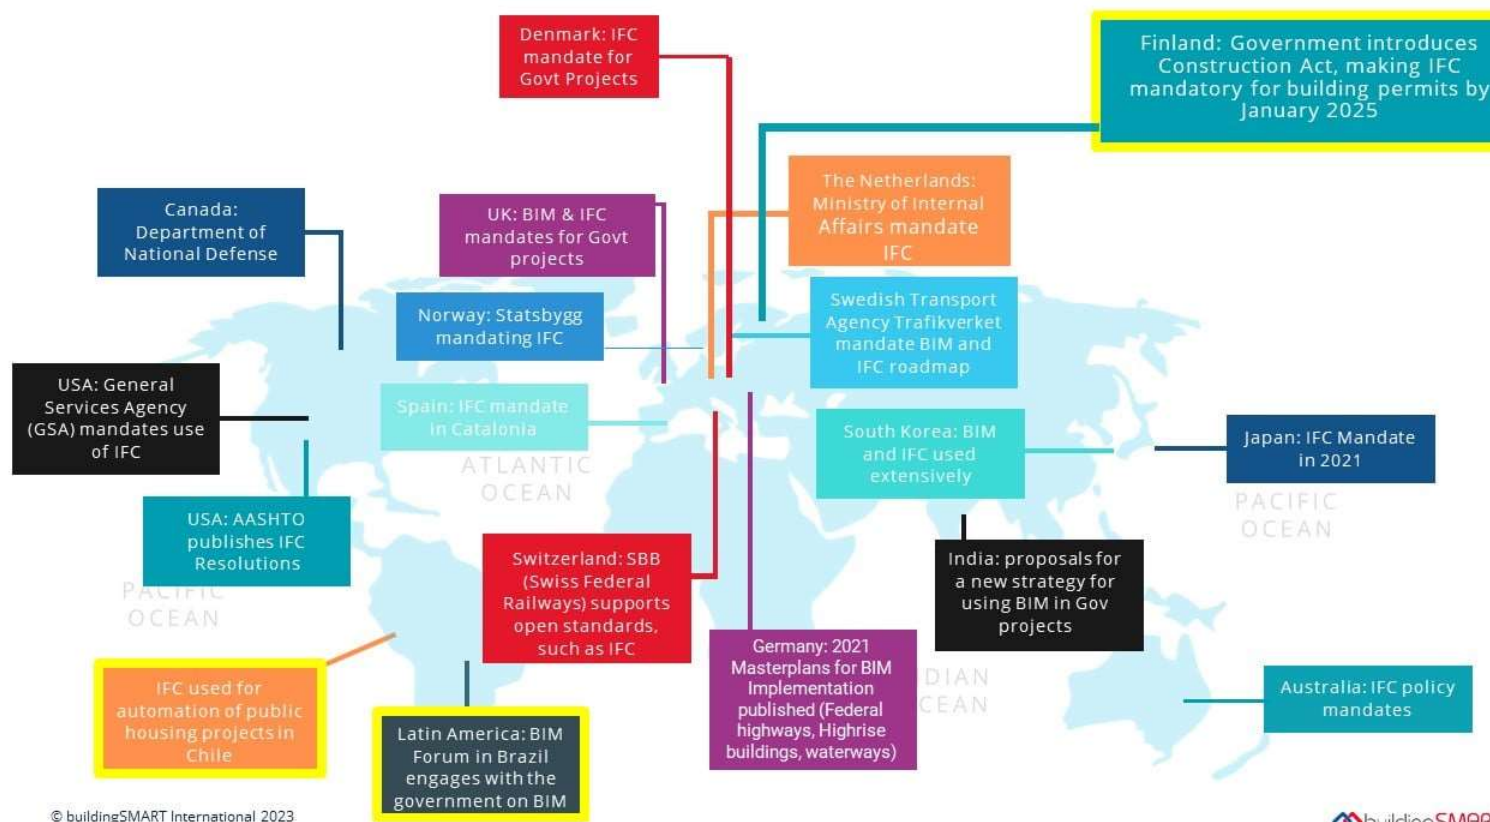 Denmark: IFC
mandate for
Govt Projects
Finland: Government introduces
Construction Act, making IFC
mandatory for building permits by
January 2025
The Netherlands:
Ministry of Internal
Affairs mandate
IFC
Canada:
Department of
National Defense
UK: BIM & IFC
mandates for Govt
projects
Norway: Statsbygg
mandating IFC
Swedish Transport
Agency Trafikverket
mandate BIM and
IFC roadmap
USA: General
Services Agency
(GSA) mandates use
of IFC
Spain: IFC mandate
in Catalonia
South Korea: BIM
and IFC used
extensively
Japan: IFC Mandate
in 2021
ATLANTIC
OCEAN
PACIFIC
OCEAN
USA: AASHTO
publishes IFC
Resolutions
PACIFIC
OCEAN
Switzerland: SBB
(Swiss Federal
Railways) supports
open standards,
such as IFC
India: proposals for
a new strategy for
using BIM in Gov
projects
Germany: 2021
Masterplans for BIM
Implementation
published (Federal
highways, Highrise
buildings, waterways)
DIAN
CEAN
IFC used for
automation of public
housing projects in
Chile
Latin America: BIM
Forum in Brazil
engages with the
government on BIM
Australia: IFC policy
mandates
© buildingSMART International 2023
buildingSMAR